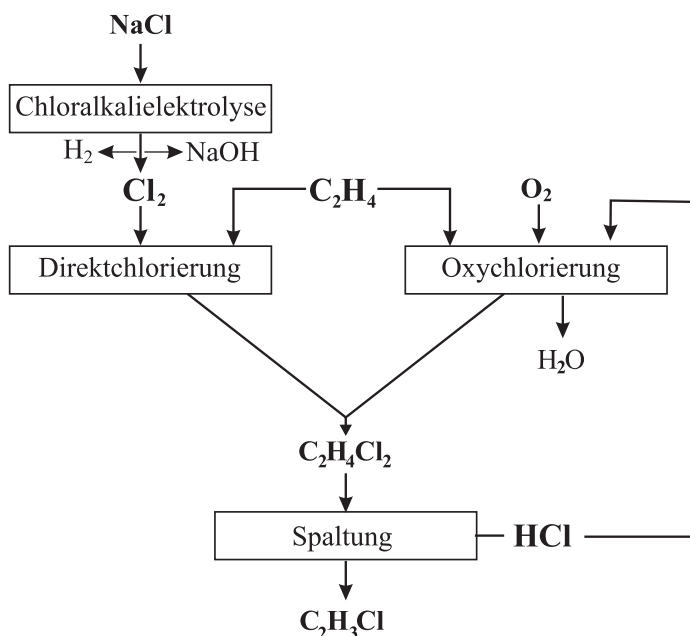 NaCl
Chloralkalielektrolyse
H₂ NaOH
Cl₂ C₂H₄ O₂
Direktchlorierung Oxychlorierung
H₂O
C₂H₄Cl₂
Spaltung HCl
C₂H₃Cl